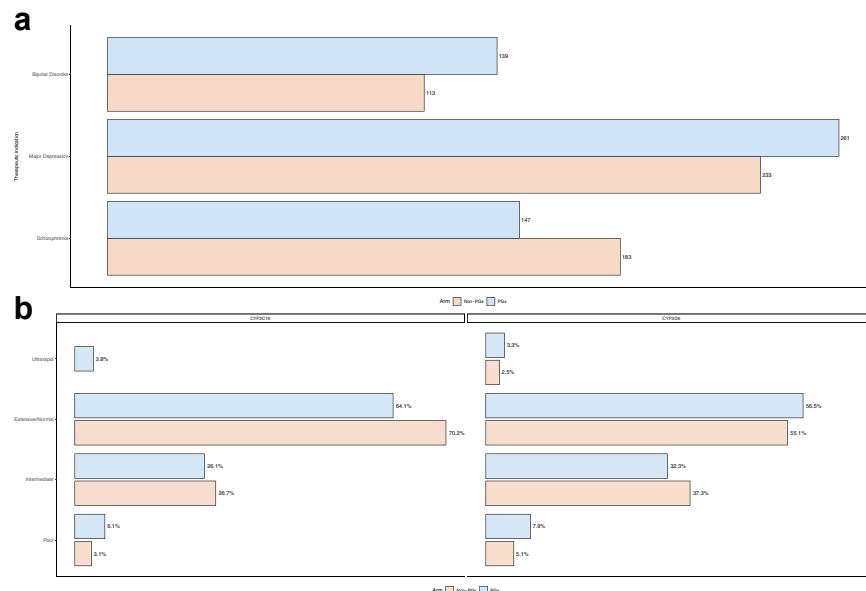 a
Bipolar Disorder
139
113
Therapeutic indication
Major Depression
261
233
Schizophrenia
147
183
Arm Non-PGx PGx
b
CYP2C19
CYP2D6
Ultrarapid
3.8%
3.3%
2.5%
Extensive/Normal
64.1%
70.2%
56.5%
55.1%
Intermediate
26.1%
26.7%
32.3%
37.3%
Poor
6.1%
3.1%
7.9%
5.1%
Arm Non-PGx PGx